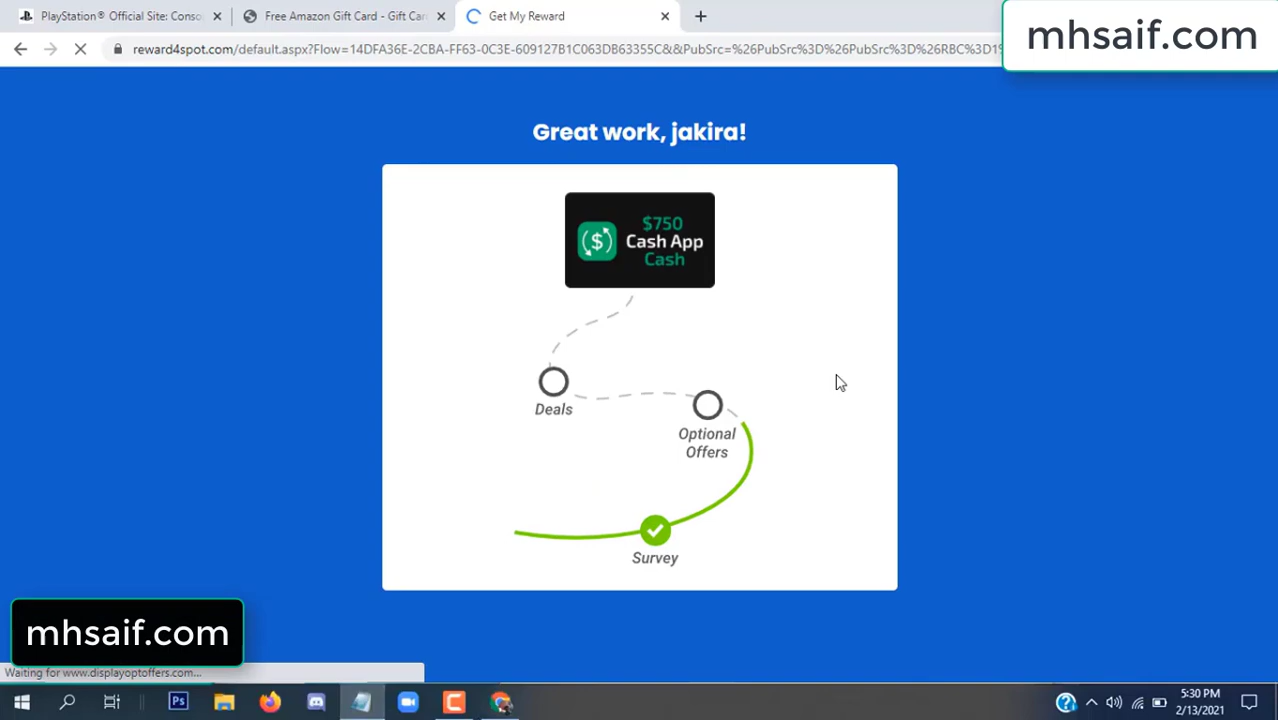 PlayStation® Official Site: Conso
Free Amazon Gift Card - Gift Car
Get My Reward
reward4spot.com/default.aspx?Flow=14DFA36E-2CBA-FF63-0C3E-609127B1C063DB63355C&&PubSrc=%26PubSrc%3D%26PubSrc%3D%26RBC%3D1%
mhsaif.com
Great work, jakira!
$750
Cash App
Cash
Deals
Optional
Offers
Survey
mhsaif.com
Waiting for www.displayoptoffers.com...
Ps
5:30 PM
2/13/2021